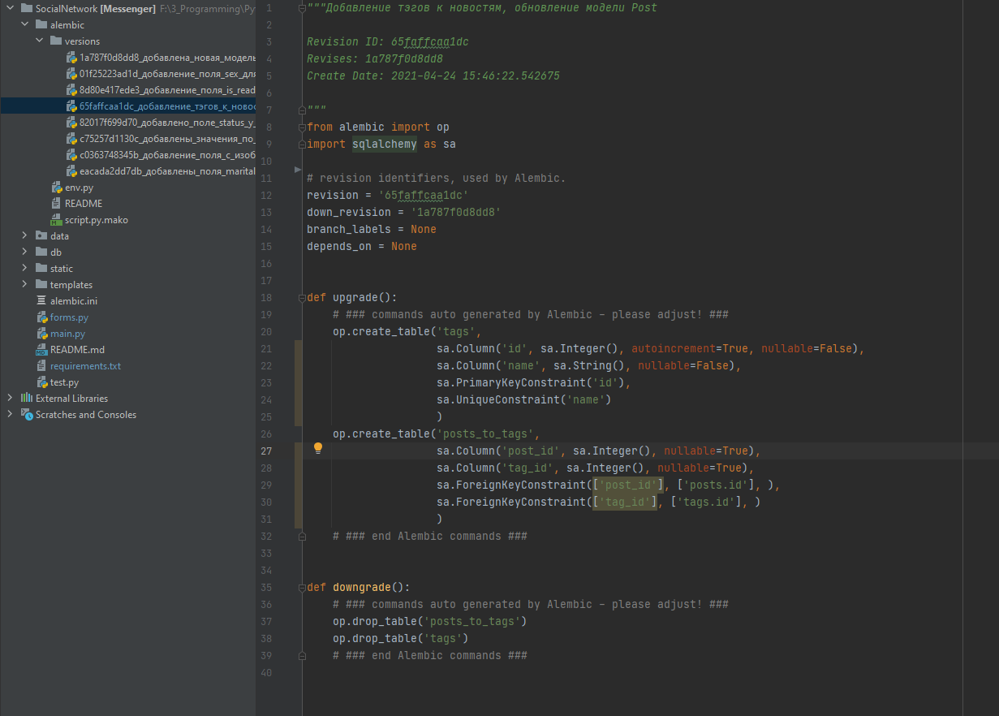 SocialNetwork [Messenger] F:\3_Programming\Py
alembic
versions
1a787f0d8dd8_добавлена_новая_модель
01f25223ad1d_добавление_поля_sex_для
8d80e417ede3_добавление_поля_is_read
65faffcaa1dc_добавление_тэгов_к_новос
82017f699d70_добавлено_поле_status_у_
c75257d1130c_добавлены_значения_по_
c0363748345b_добавление_поля_с_изоб
eacada2dd7db_добавлены_поля_marital
env.py
README
script.py.mako
data
db
static
templates
alembic.ini
forms.py
main.py
README.md
requirements.txt
test.py
External Libraries
Scratches and Consoles
1 """Добавление тэгов к новостям, обновление модели Post
2
3 Revision ID: 65faffcaa1dc
4 Revises: 1a787f0d8dd8
5 Create Date: 2021-04-24 15:46:22.542675
6
7 """
8 from alembic import op
9 import sqlalchemy as sa
10
11 # revision identifiers, used by Alembic.
12 revision = '65faffcaa1dc'
13 down_revision = '1a787f0d8dd8'
14 branch_labels = None
15 depends_on = None
16
17
18 def upgrade():
19 # ### commands auto generated by Alembic - please adjust! ###
20 op.create_table('tags',
21 sa.Column('id', sa.Integer(), autoincrement=True, nullable=False),
22 sa.Column('name', sa.String(), nullable=False),
23 sa.PrimaryKeyConstraint('id'),
24 sa.UniqueConstraint('name')
25 )
26 op.create_table('posts_to_tags',
27 sa.Column('post_id', sa.Integer(), nullable=True),
28 sa.Column('tag_id', sa.Integer(), nullable=True),
29 sa.ForeignKeyConstraint(['post_id'], ['posts.id'], ),
30 sa.ForeignKeyConstraint(['tag_id'], ['tags.id'], )
31 )
32 # ### end Alembic commands ###
33
34
35 def downgrade():
36 # ### commands auto generated by Alembic - please adjust! ###
37 op.drop_table('posts_to_tags')
38 op.drop_table('tags')
39 # ### end Alembic commands ###
40